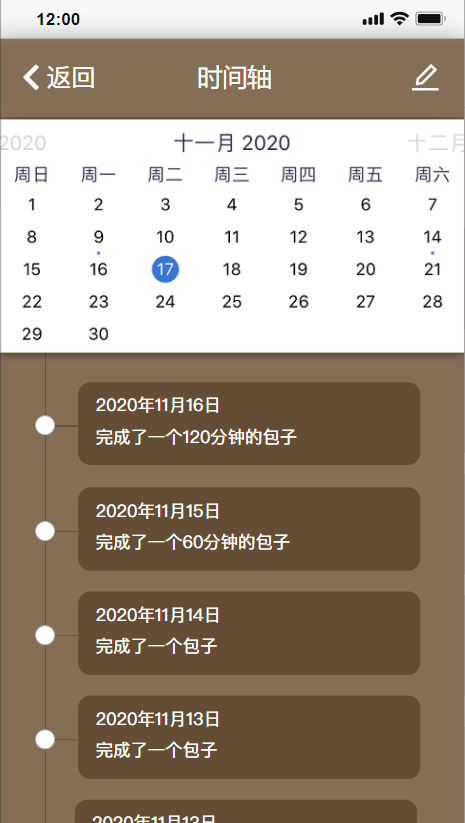 12:00
返回
时间轴
2020
十一月 2020
十二月
周日 周一 周二 周三 周四 周五 周六
1 2 3 4 5 6 7
8 9 10 11 12 13 14
15 16 17 18 19 20 21
22 23 24 25 26 27 28
29 30
2020年11月16日
完成了一个120分钟的包子
2020年11月15日
完成了一个60分钟的包子
2020年11月14日
完成了一个包子
2020年11月13日
完成了一个包子
2020年11月13日